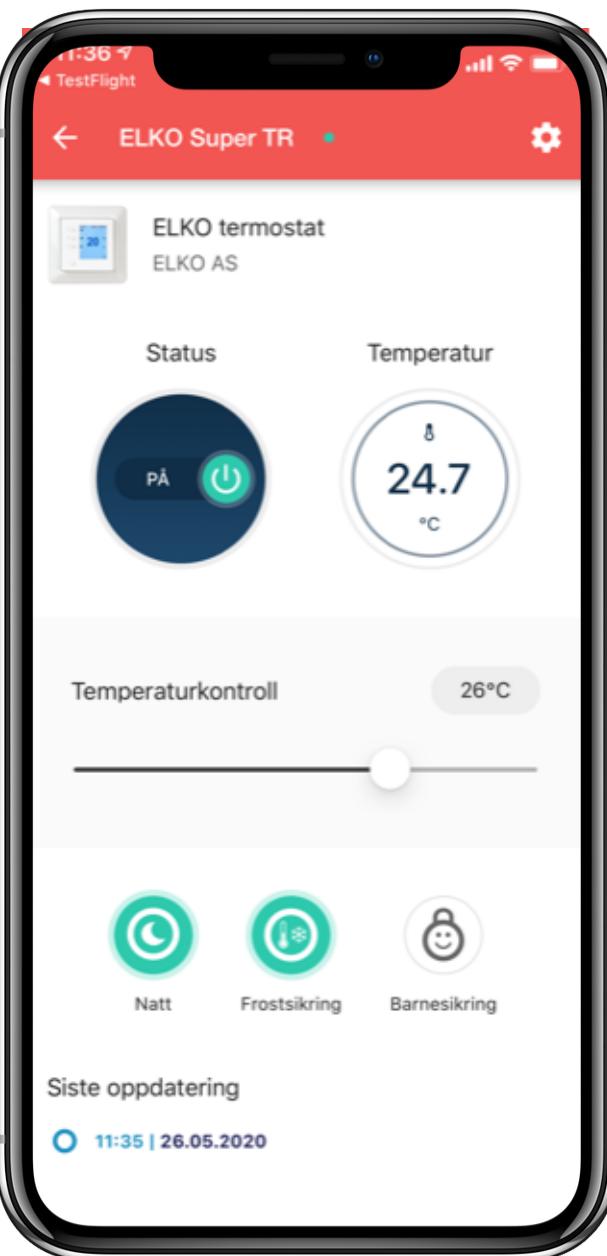 11:36
◀ TestFlight
ELKO Super TR
ELKO termostat
ELKO AS
20
Status
Temperatur
PÅ
24.7
°C
Temperaturkontroll
26°C
Natt
Frostsikring
Barnesikring
Siste oppdatering
11:35 | 26.05.2020